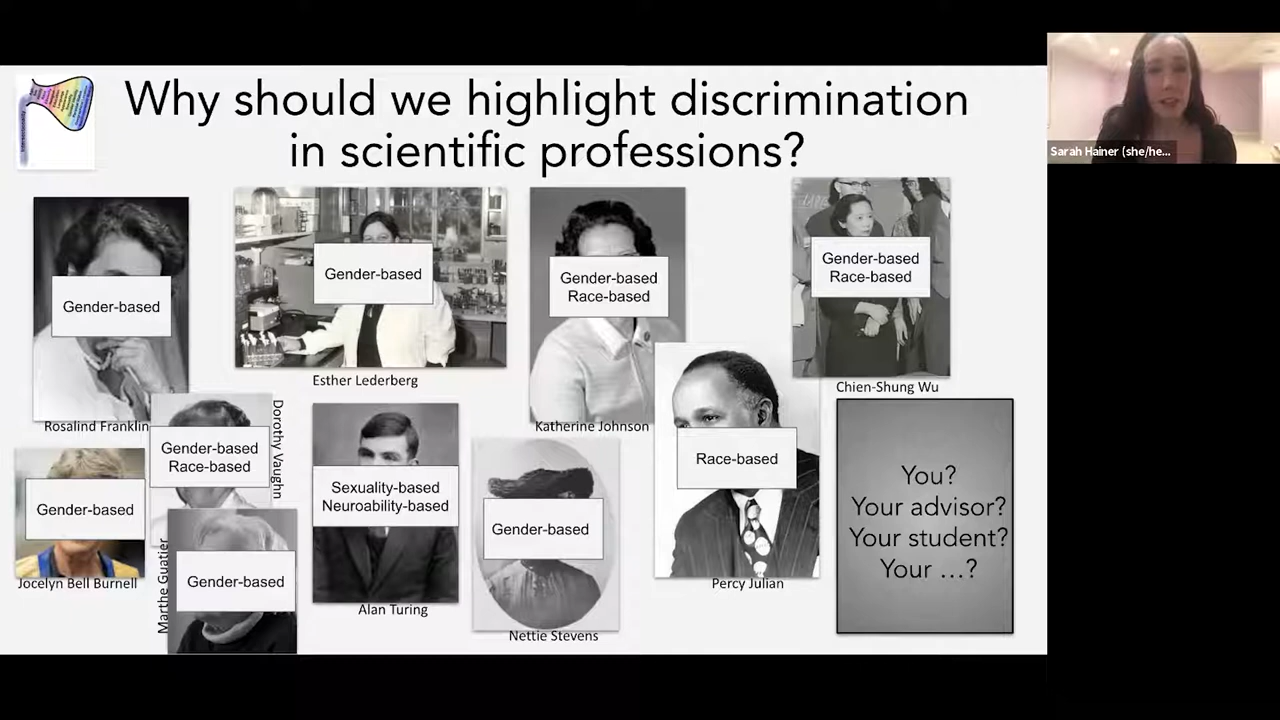 Why should we highlight discrimination
in scientific professions?
Sarah Hainer (she/he...
Gender-based
Rosalind Franklin
Gender-based
Esther Lederberg
Gender-based
Race-based
Katherine Johnson
Gender-based
Race-based
Chien-Shung Wu
Gender-based
Jocelyn Bell Burnell
Gender-based
Race-based
Dorothy Vaughn
Gender-based
Marthe Guatier
Sexuality-based
Neuroability-based
Alan Turing
Gender-based
Nettie Stevens
Race-based
Percy Julian
You?
Your advisor?
Your student?
Your ...?